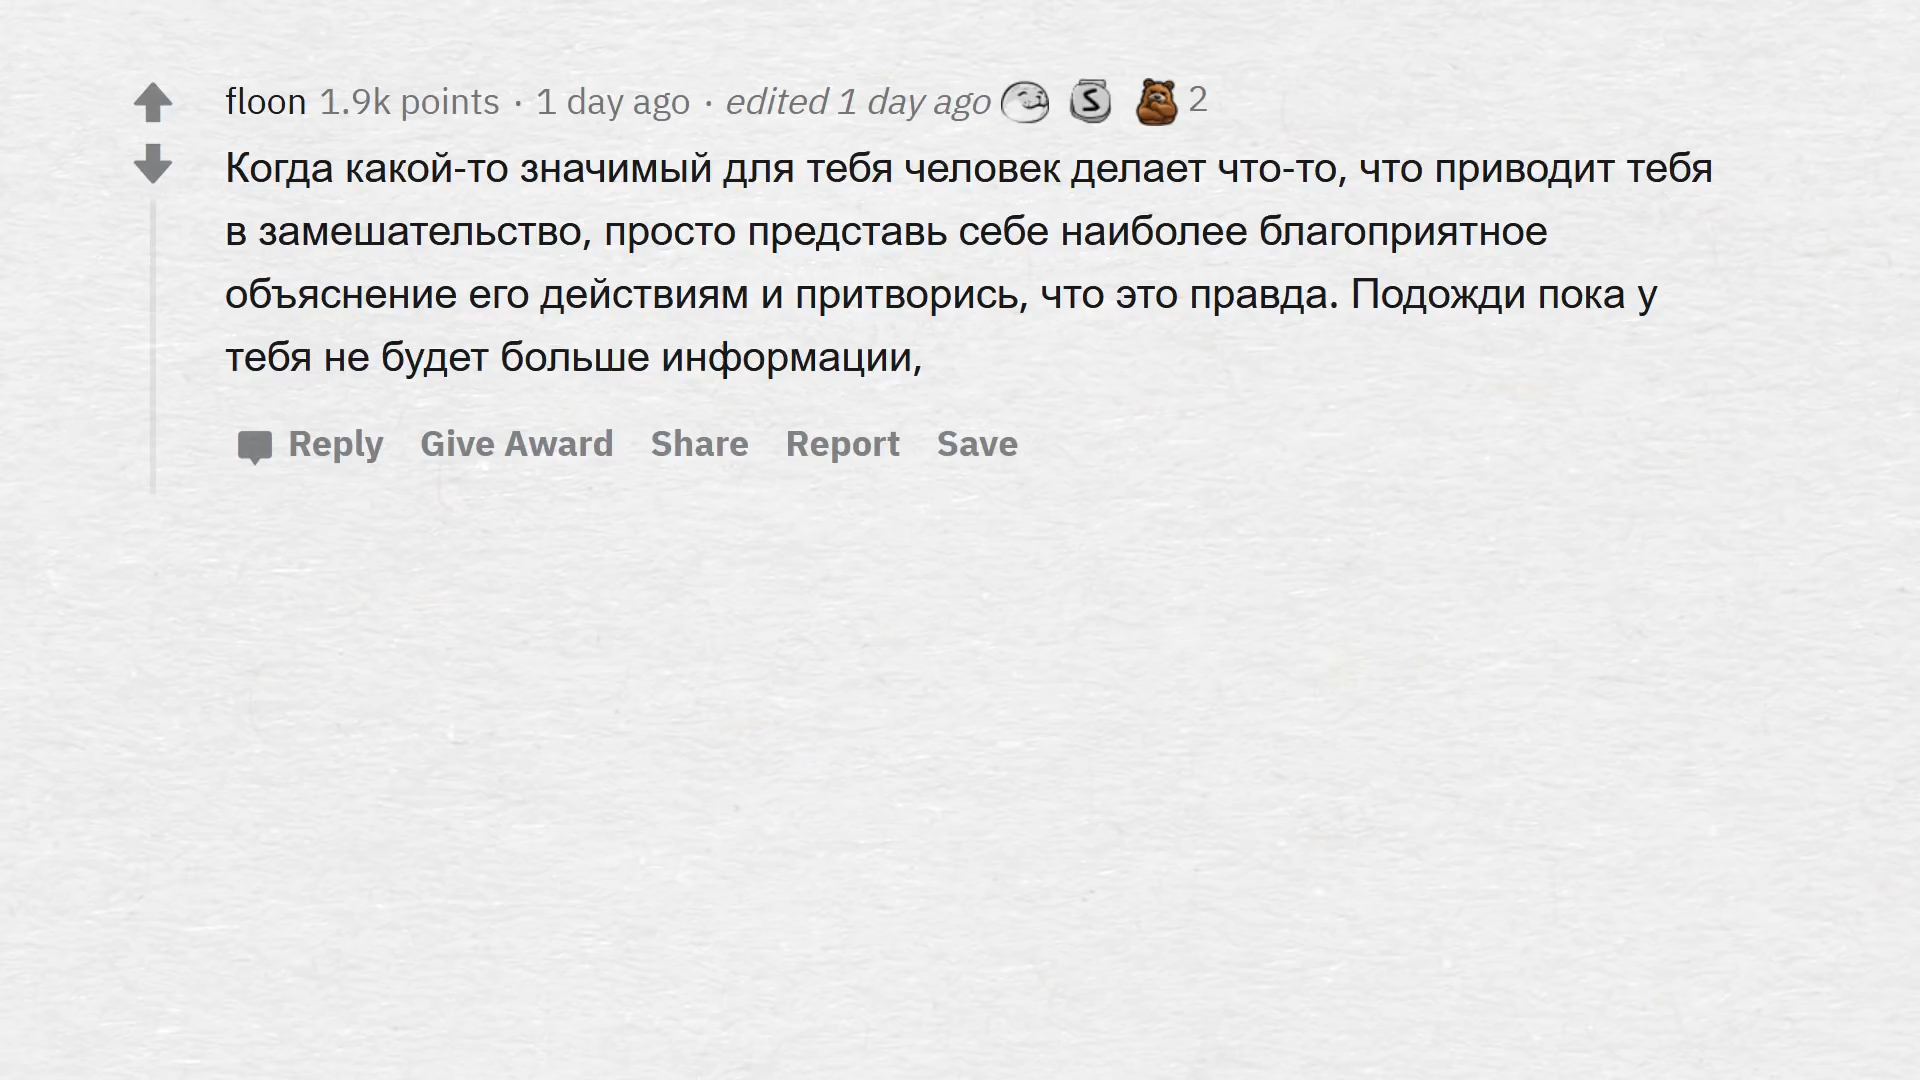 floon 1.9k points · 1 day ago · edited 1 day ago S 2
Когда какой-то значимый для тебя человек делает что-то, что приводит тебя
в замешательство, просто представь себе наиболее благоприятное
объяснение его действиям и притворись, что это правда. Подожди пока у
тебя не будет больше информации,
Reply Give Award Share Report Save